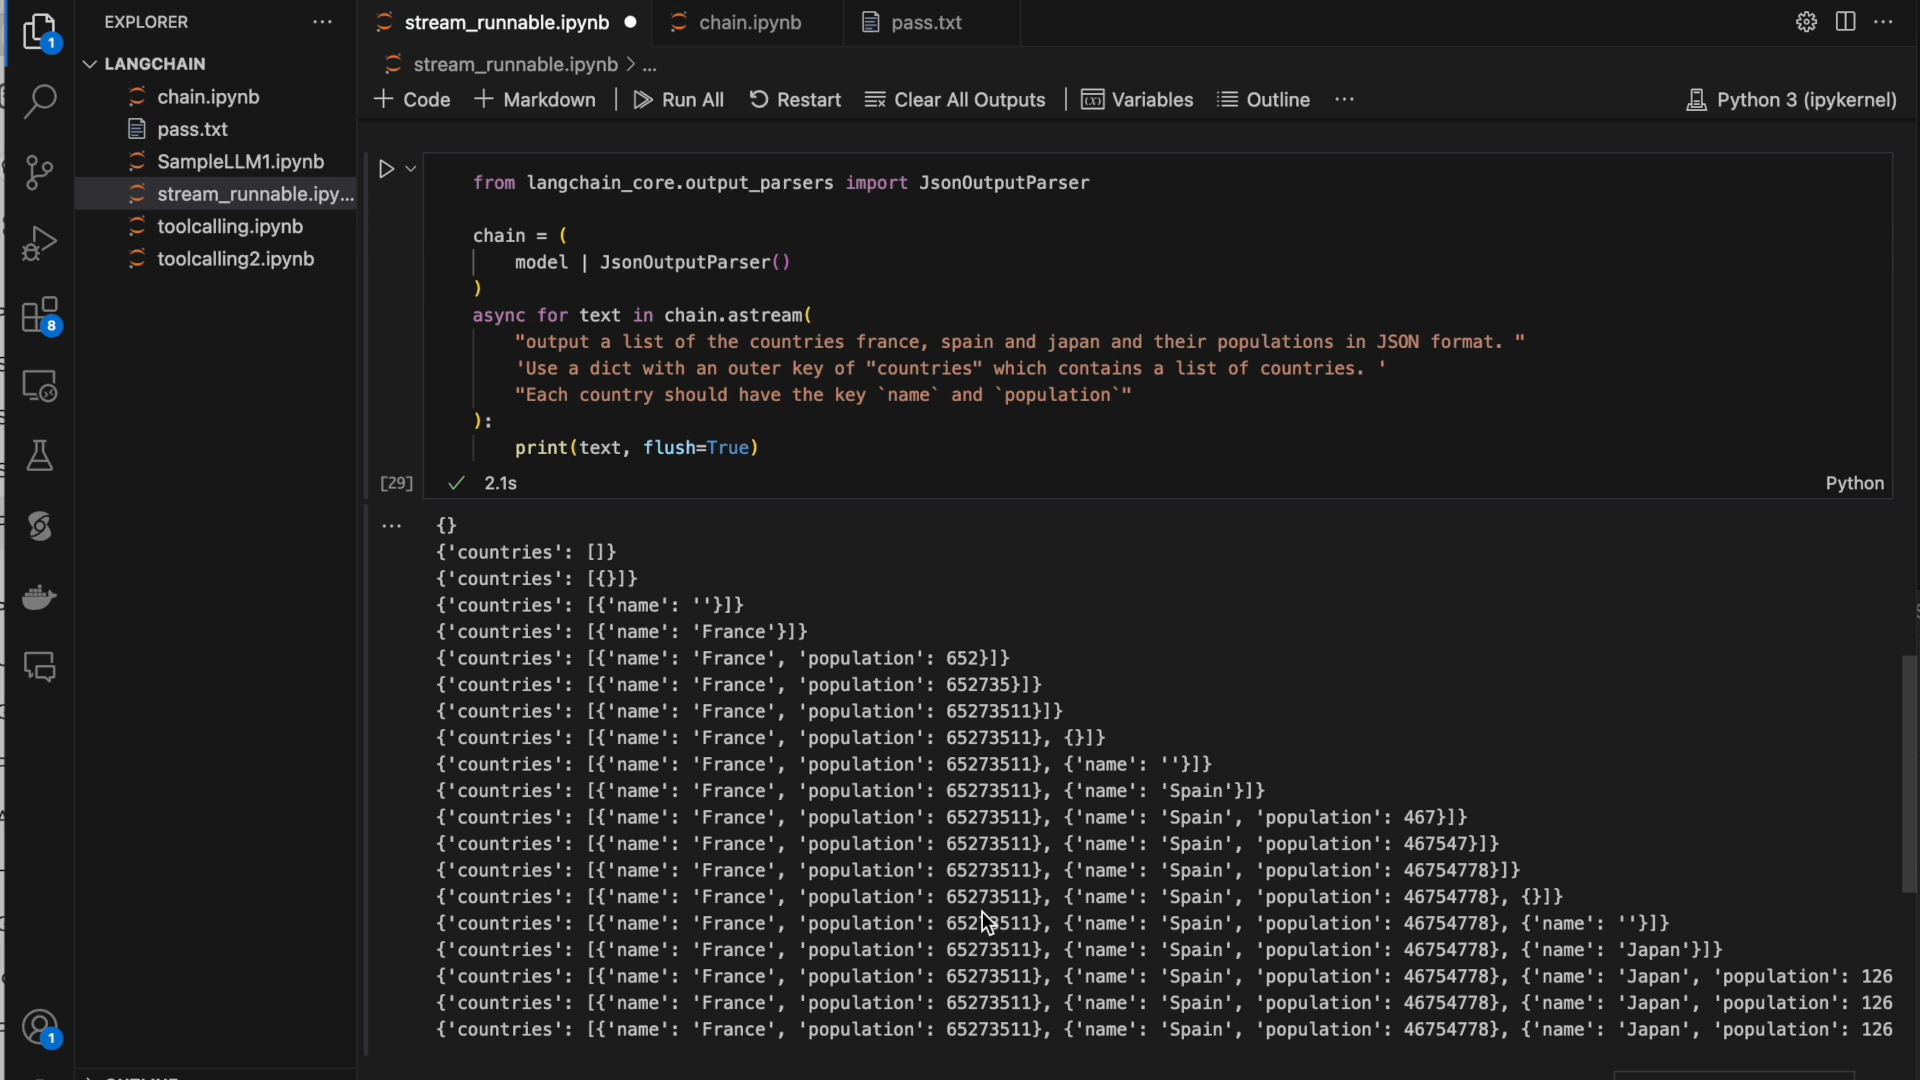 EXPLORER
LANGCHAIN
chain.ipynb
pass.txt
SampleLLM1.ipynb
stream_runnable.ipy...
toolcalling.ipynb
toolcalling2.ipynb
1
8
1
stream_runnable.ipynb
chain.ipynb
pass.txt
stream_runnable.ipynb > ...
+ Code + Markdown Run All Restart Clear All Outputs Variables Outline ... Python 3 (ipykernel)
from langchain_core.output_parsers import JsonOutputParser
chain = (
model | JsonOutputParser()
)
async for text in chain.astream(
"output a list of the countries france, spain and japan and their populations in JSON format. "
'Use a dict with an outer key of "countries" which contains a list of countries. '
"Each country should have the key `name` and `population`"
):
print(text, flush=True)
[29] 2.1s Python
{}
{'countries': []}
{'countries': [{}]}
{'countries': [{'name': ''}]}
{'countries': [{'name': 'France'}]}
{'countries': [{'name': 'France', 'population': 652}]}
{'countries': [{'name': 'France', 'population': 652735}]}
{'countries': [{'name': 'France', 'population': 65273511}]}
{'countries': [{'name': 'France', 'population': 65273511}, {}]}
{'countries': [{'name': 'France', 'population': 65273511}, {'name': ''}]}
{'countries': [{'name': 'France', 'population': 65273511}, {'name': 'Spain'}]}
{'countries': [{'name': 'France', 'population': 65273511}, {'name': 'Spain', 'population': 467}]}
{'countries': [{'name': 'France', 'population': 65273511}, {'name': 'Spain', 'population': 467547}]}
{'countries': [{'name': 'France', 'population': 65273511}, {'name': 'Spain', 'population': 46754778}]}
{'countries': [{'name': 'France', 'population': 65273511}, {'name': 'Spain', 'population': 46754778}, {}]}
{'countries': [{'name': 'France', 'population': 65273511}, {'name': 'Spain', 'population': 46754778}, {'name': ''}]}
{'countries': [{'name': 'France', 'population': 65273511}, {'name': 'Spain', 'population': 46754778}, {'name': 'Japan'}]}
{'countries': [{'name': 'France', 'population': 65273511}, {'name': 'Spain', 'population': 46754778}, {'name': 'Japan', 'population': 126
{'countries': [{'name': 'France', 'population': 65273511}, {'name': 'Spain', 'population': 46754778}, {'name': 'Japan', 'population': 126
{'countries': [{'name': 'France', 'population': 65273511}, {'name': 'Spain', 'population': 46754778}, {'name': 'Japan', 'population': 126